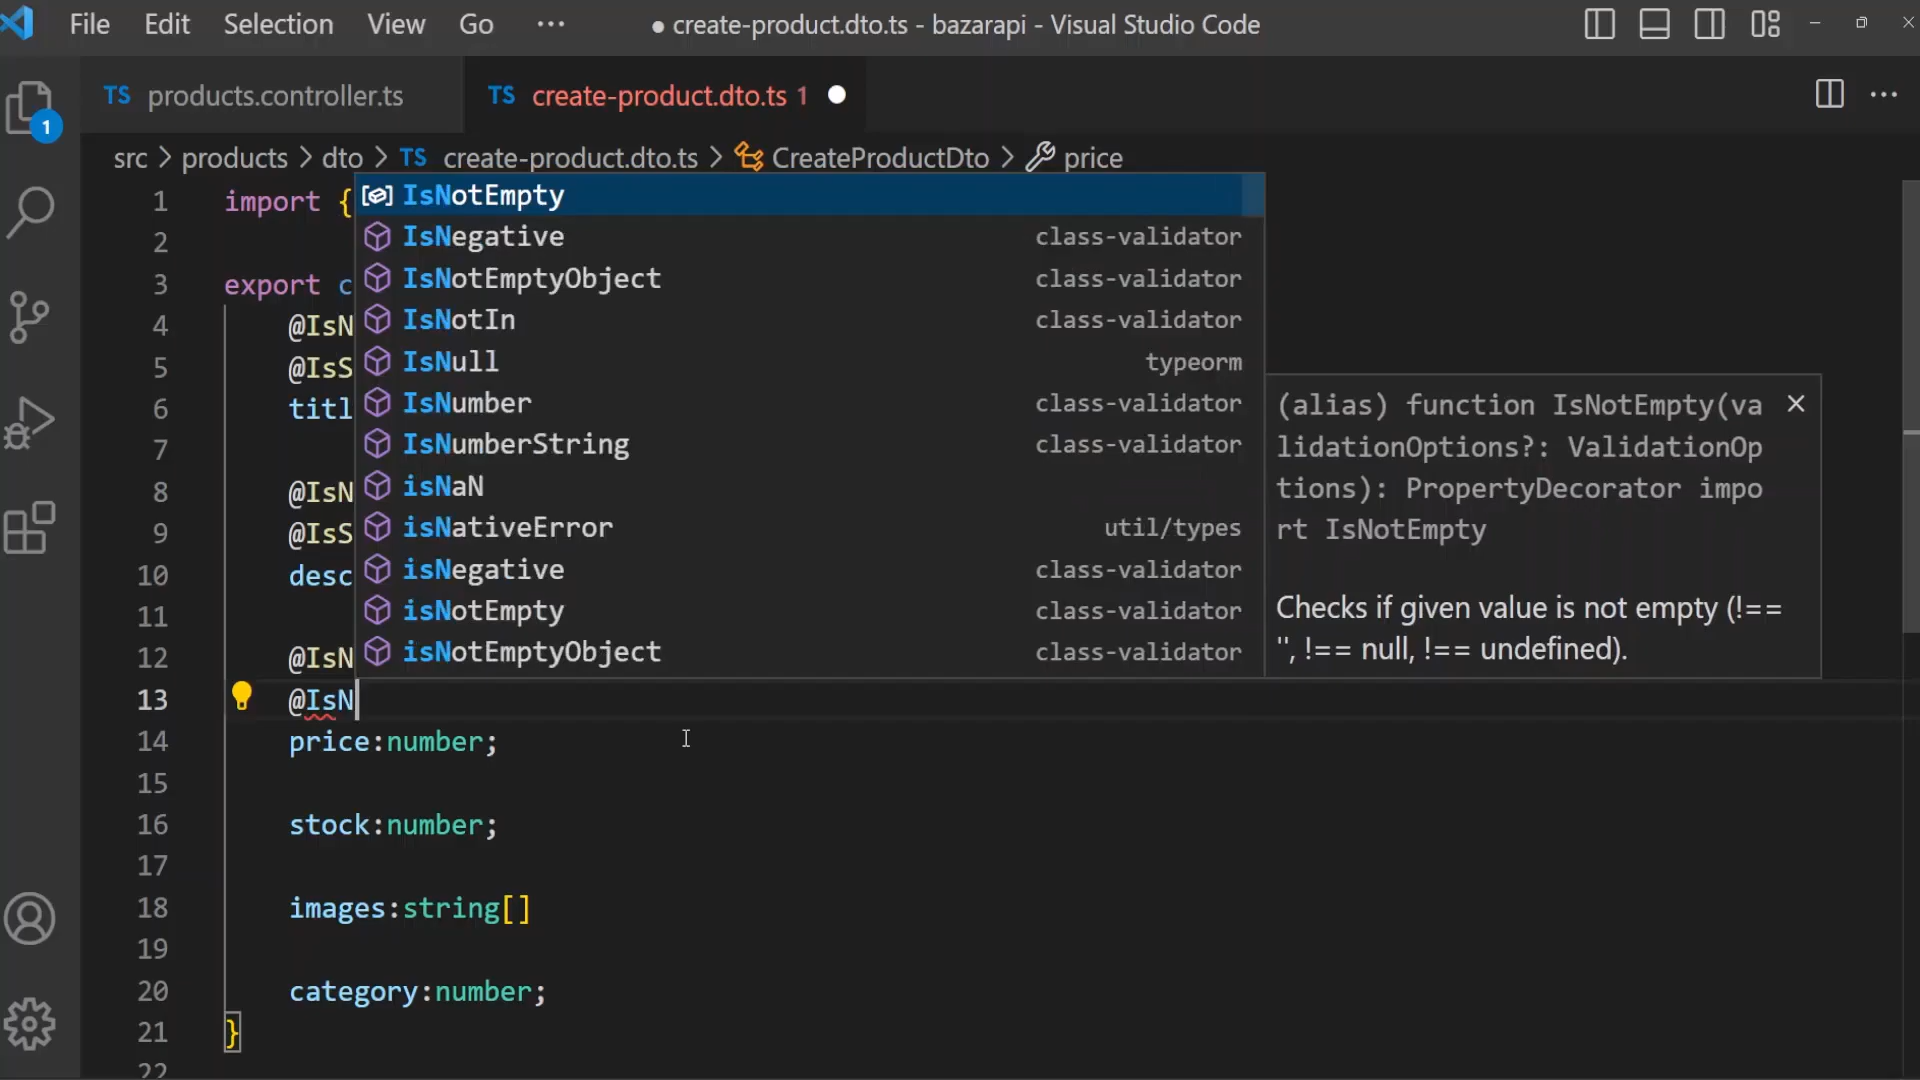 File Edit Selection View Go ··· ● create-product.dto.ts - bazarapi - Visual Studio Code
TS products.controller.ts TS create-product.dto.ts 1 ●
1
src > products > dto > TS create-product.dto.ts > CreateProductDto > price
1 import {
2
3 export c
4 @IsN
5 @IsS
6 titl
7
8 @IsN
9 @IsS
10 desc
11
12 @IsN
13 @IsN
14 price:number;
15
16 stock:number;
17
18 images:string[]
19
20 category:number;
21 }
22
IsNotEmpty
IsNegative class-validator
IsNotEmptyObject class-validator
IsNotIn class-validator
IsNull typeorm
IsNumber class-validator
IsNumberString class-validator
isNaN
isNativeError util/types
isNegative class-validator
isNotEmpty class-validator
isNotEmptyObject class-validator
(alias) function IsNotEmpty(va
lidationOptions?: ValidationOp
tions): PropertyDecorator impo
rt IsNotEmpty
Checks if given value is not empty (!==
'', !== null, !== undefined).